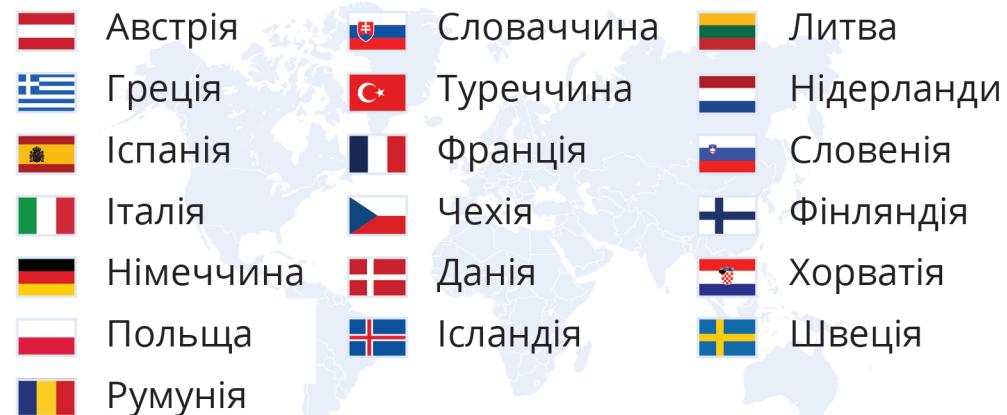 Австрія
Греція
Іспанія
Італія
Німеччина
Польща
Румунія
Словаччина
Туреччина
Франція
Чехія
Данія
Ісландія
Литва
Нідерланди
Словенія
Фінляндія
Хорватія
Швеція